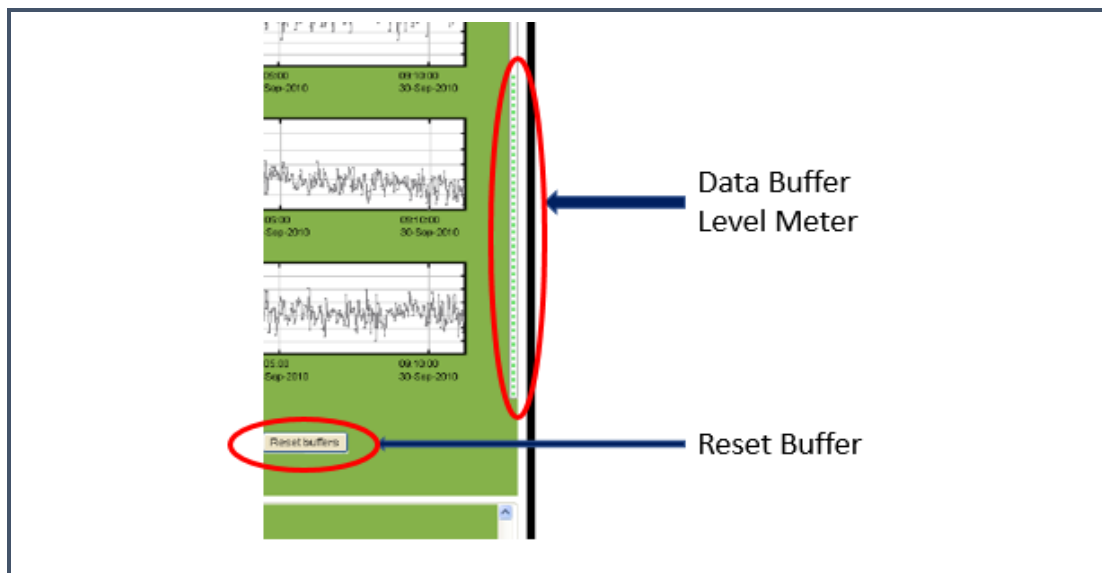 05:00
09:10:00
Sep-2010
30-Sep-2010
Data Buffer
Level Meter
05:00
09:10:00
-Sep-2010
30-Sep-2010
05:00
09:10:00
-Sep-2010
30-Sep-2010
Reset buffers
Reset Buffer